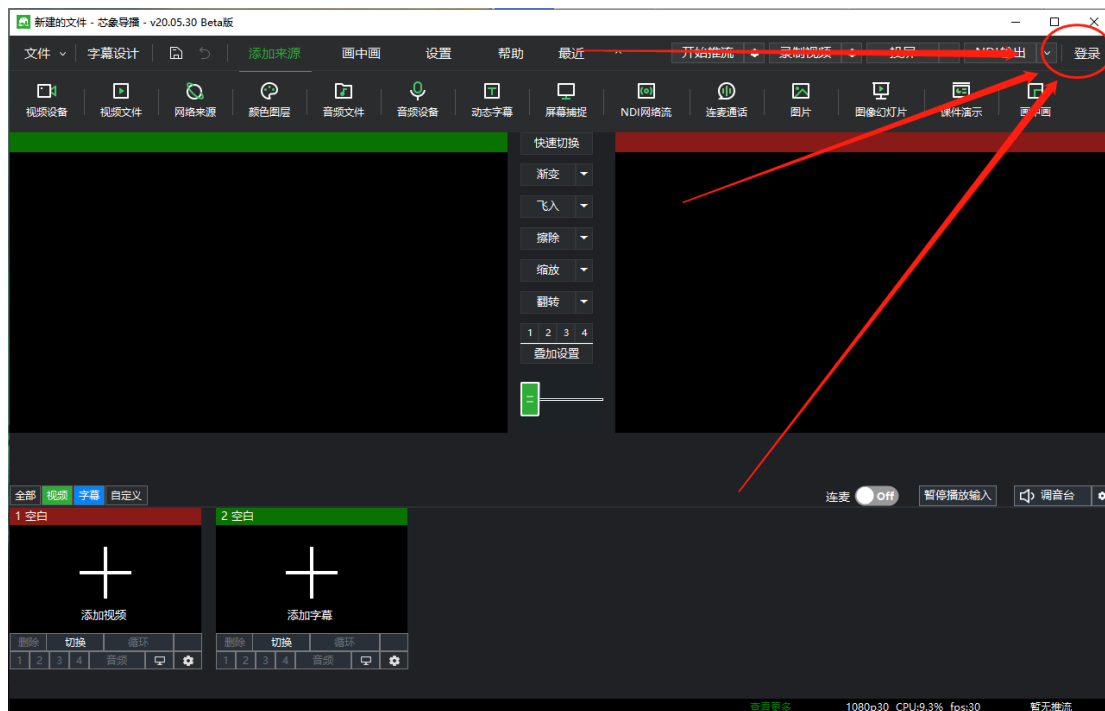 新建的文件 - 芯象导播 - v20.05.30 Beta版
文件 字幕设计 添加来源 画中画 设置 帮助 最近 开始推流 录制视频 投屏 NDI输出 登录
视频设备 视频文件 网络来源 颜色图层 音频文件 音频设备 动态字幕 屏幕捕捉 NDI网络流 连麦通话 图片 图像幻灯片 课件演示 画中画
快速切换
渐变
飞入
擦除
缩放
翻转
1 2 3 4
叠加设置
全部 视频 字幕 自定义 连麦 Off 暂停播放输入 调音台
1 空白 2 空白
添加视频 添加字幕
删除 切换 循环 删除 切换 循环
1 2 3 4 音频 1 2 3 4 音频
查看更多 1080p30 CPU:9.3% fps:30 暂无推流